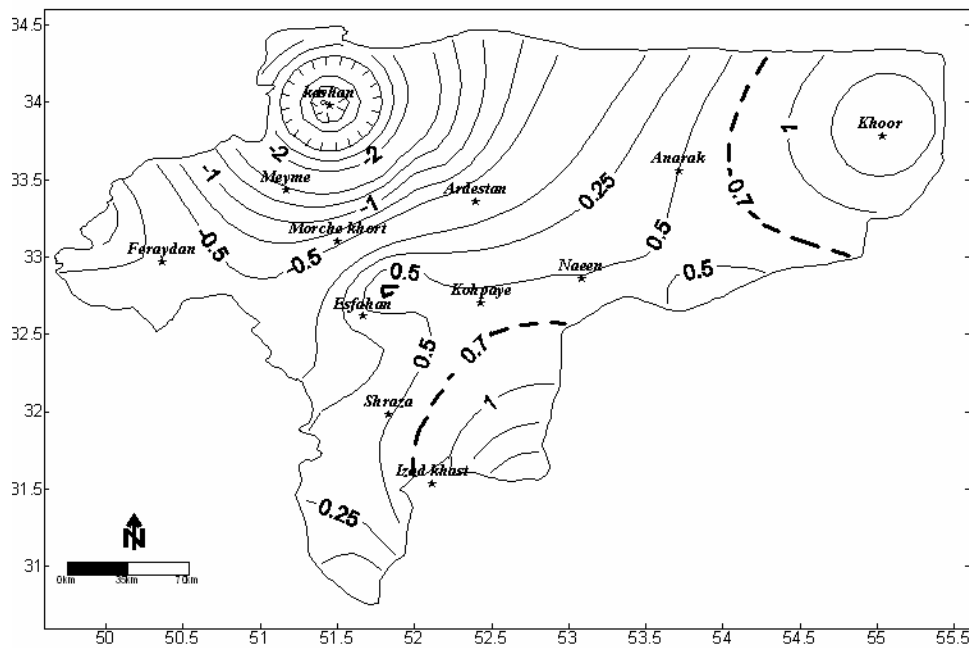 34.5
34
33.5
33
32.5
32
31.5
31
kashan
Khoor
1
-2
-2
Meyme
-1
Anarak
Ardestan
0.25
-0.7
-1
Morche khort
-0.5
Feraydan
-0.5
0.5
0.5
Naeen
0.5
Kohpaye
Esfahan
0.7
0.5
Shraza
1
Izad khast
0.25
N
0km
35km
70km
50
50.5
51
51.5
52
52.5
53
53.5
54
54.5
55
55.5